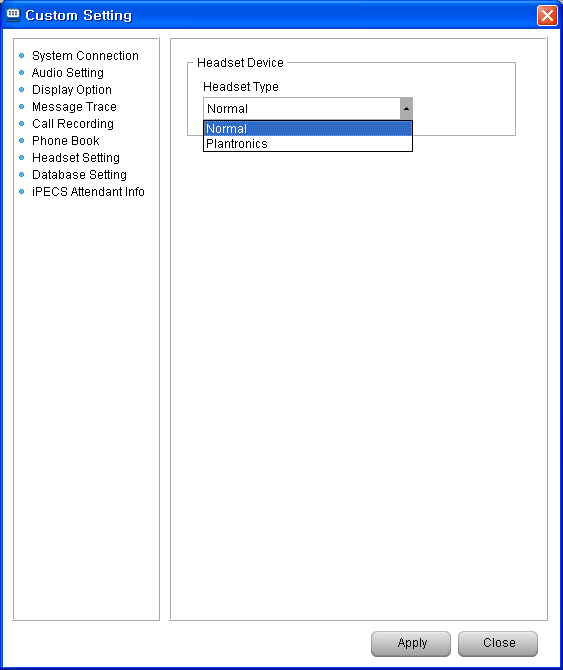 Custom Setting
System Connection
Audio Setting
Display Option
Message Trace
Call Recording
Phone Book
Headset Setting
Database Setting
iPECS Attendant Info
Headset Device
Headset Type
Normal
Normal
Plantronics
Apply
Close